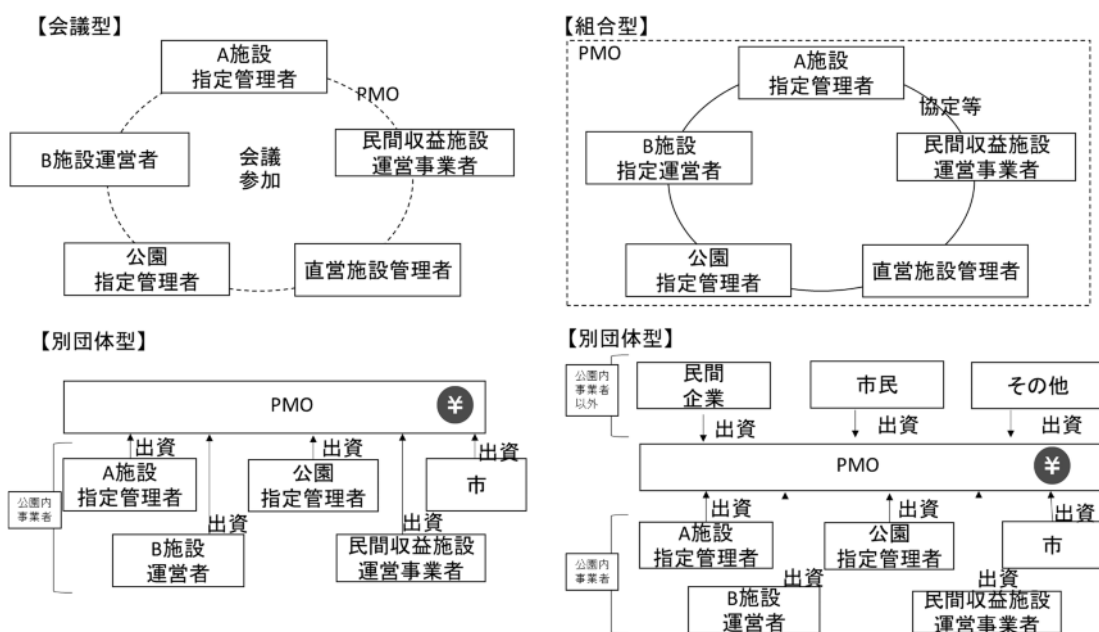 【会議型】
A施設
指定管理者
PMO
B施設運営者
会議
参加
民間収益施設
運営事業者
公園
指定管理者
直営施設管理者
【組合型】
PMO
A施設
指定管理者
協定等
B施設
指定運営者
民間収益施設
運営事業者
公園
指定管理者
直営施設管理者
【別団体型】
PMO
¥
出資
出資
出資
A施設
指定管理者
公園
指定管理者
市
公園内
事業者
出資
出資
B施設
運営者
民間収益施設
運営事業者
【別団体型】
公園内
事業者
以外
民間
企業
市民
その他
出資
出資
出資
PMO
¥
出資
出資
出資
A施設
指定管理者
公園
指定管理者
市
公園内
事業者
出資
出資
B施設
運営者
民間収益施設
運営事業者